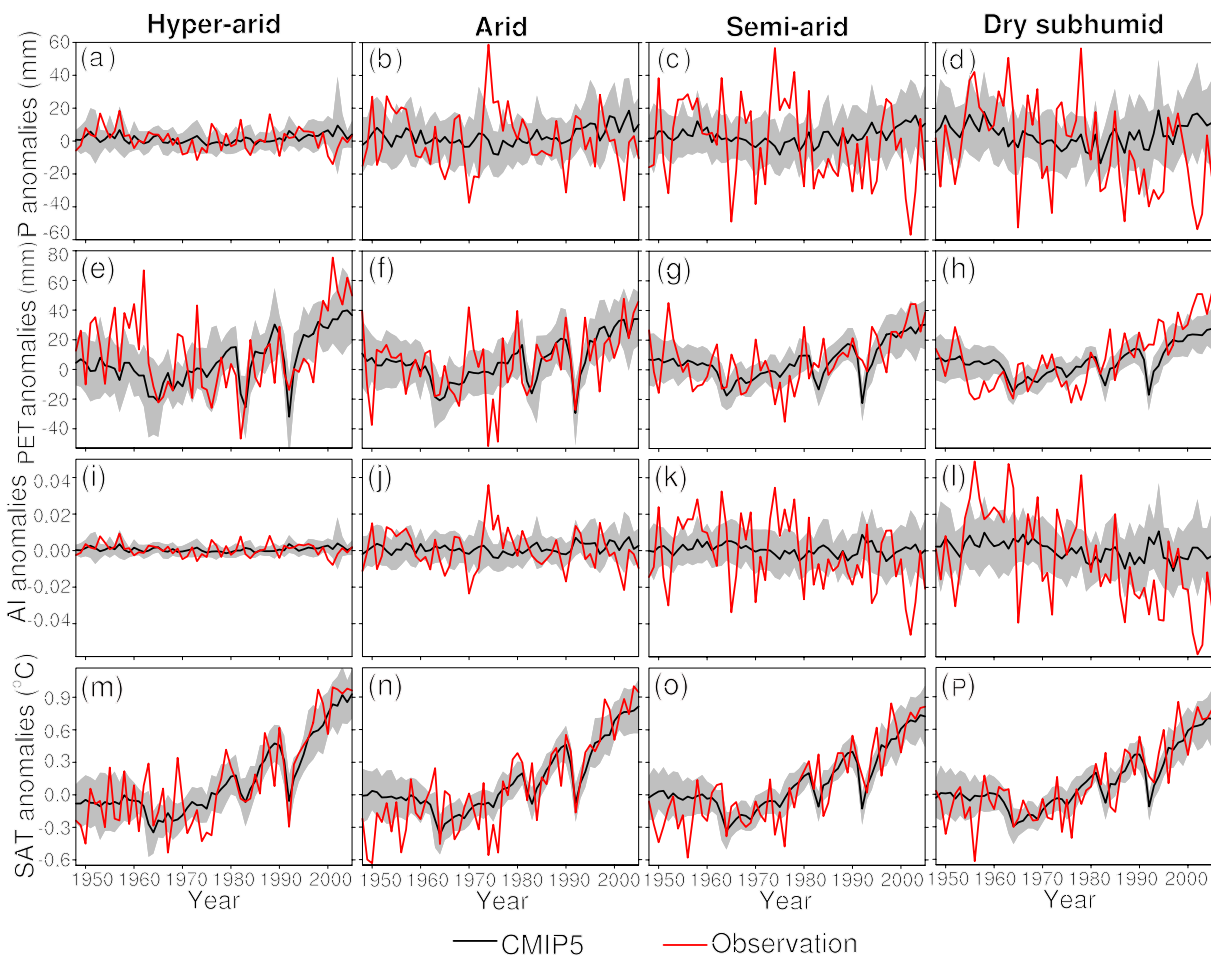 Hyper-arid Arid Semi-arid Dry subhumid
P anomalies (mm)
60
20
0
-20
-40
-60
(a) (b) (c) (d)
PET anomalies (mm)
80
60
40
20
0
-20
-40
(e) (f) (g) (h)
AI anomalies
0.04
0.02
0.00
-0.02
-0.04
(i) (j) (k) (l)
SAT anomalies (°C)
0.9
0.6
0.3
0.0
-0.3
-0.6
(m) (n) (o) (p)
1950 1960 1970 1980 1990 2000 1950 1960 1970 1980 1990 2000 1950 1960 1970 1980 1990 2000 1950 1960 1970 1980 1990 2000
Year Year Year Year
CMIP5 Observation